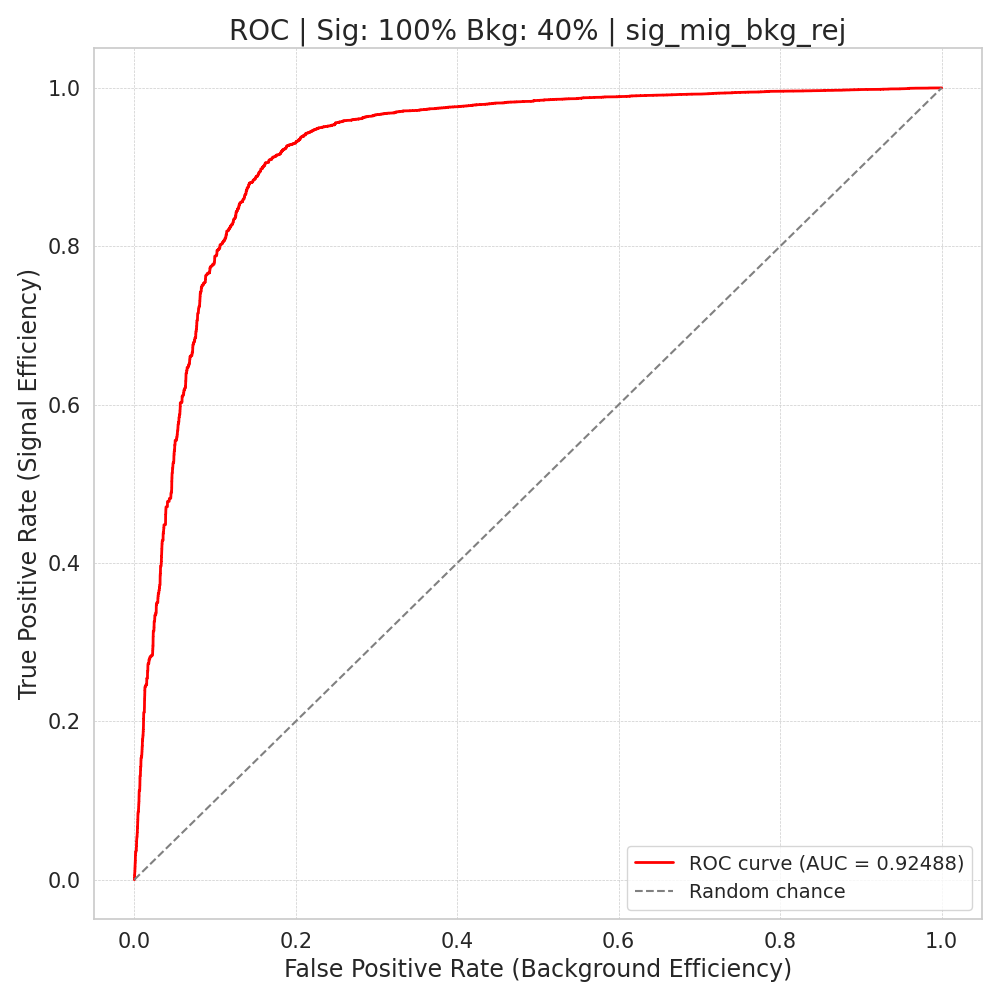 ROC | Sig: 100% Bkg: 40% | sig_mig_bkg_rej
True Positive Rate (Signal Efficiency)
1.0
0.8
0.6
0.4
0.2
0.0
ROC curve (AUC = 0.92488)
Random chance
0.0 0.2 0.4 0.6 0.8 1.0
False Positive Rate (Background Efficiency)